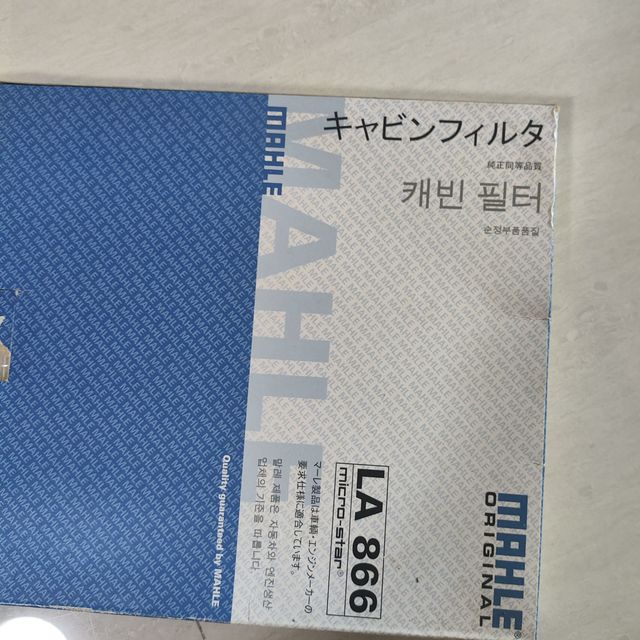 キャビンフィルタ
純正同等品質
캐빈 필터
순정부품품질
MAHLE
MAHLE
MAHLE®
ORIGINAL
LA 866
micro-star®
マーレ製品は車輌・エンジンメーカーの
要求仕様に適合しています。
말레 제품은 자동차와 엔진생산
업체의 기준을 따릅니다
Quality guaranteed by MAHLE